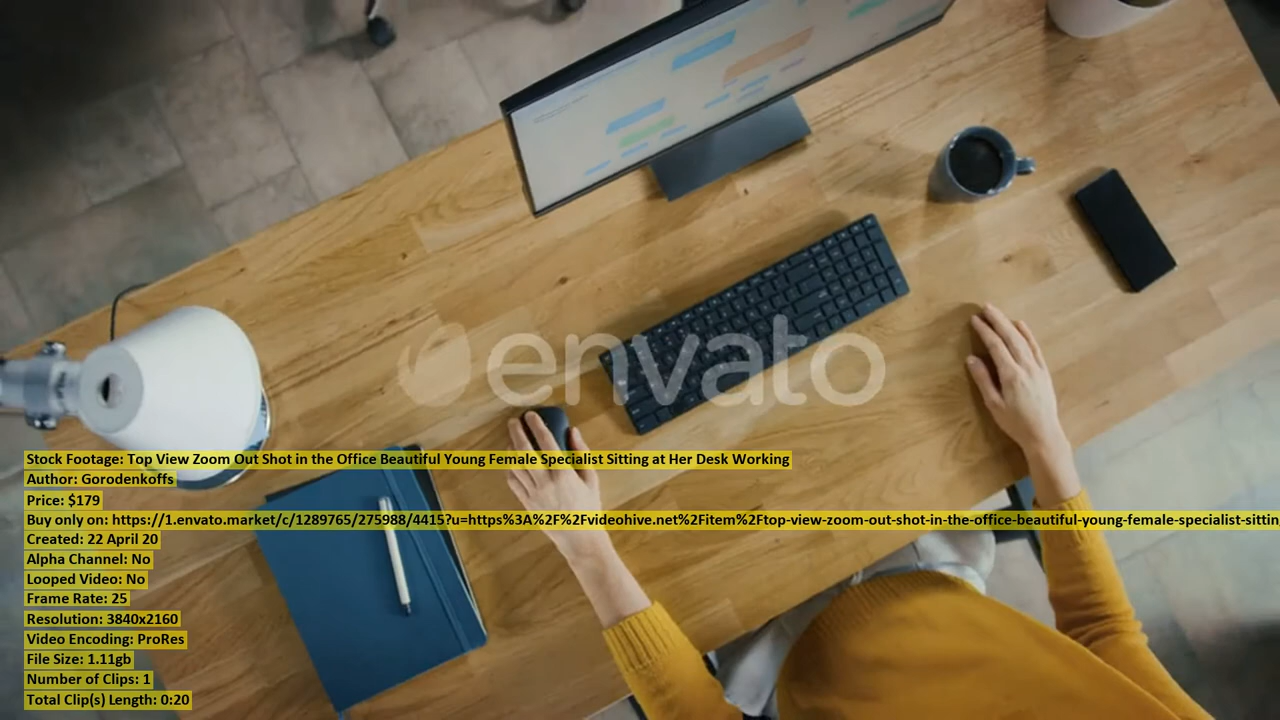 envato
Stock Footage: Top View Zoom Out Shot in the Office Beautiful Young Female Specialist Sitting at Her Desk Working
Author: Gorodenkoffs
Price: $179
Buy only on: https://1.envato.market/c/1289765/275988/4415?u=https%3A%2F%2Fvideohive.net%2Fitem%2Ftop-view-zoom-out-shot-in-the-office-beautiful-young-female-specialist-sittin
Created: 22 April 20
Alpha Channel: No
Looped Video: No
Frame Rate: 25
Resolution: 3840x2160
Video Encoding: ProRes
File Size: 1.11gb
Number of Clips: 1
Total Clip(s) Length: 0:20